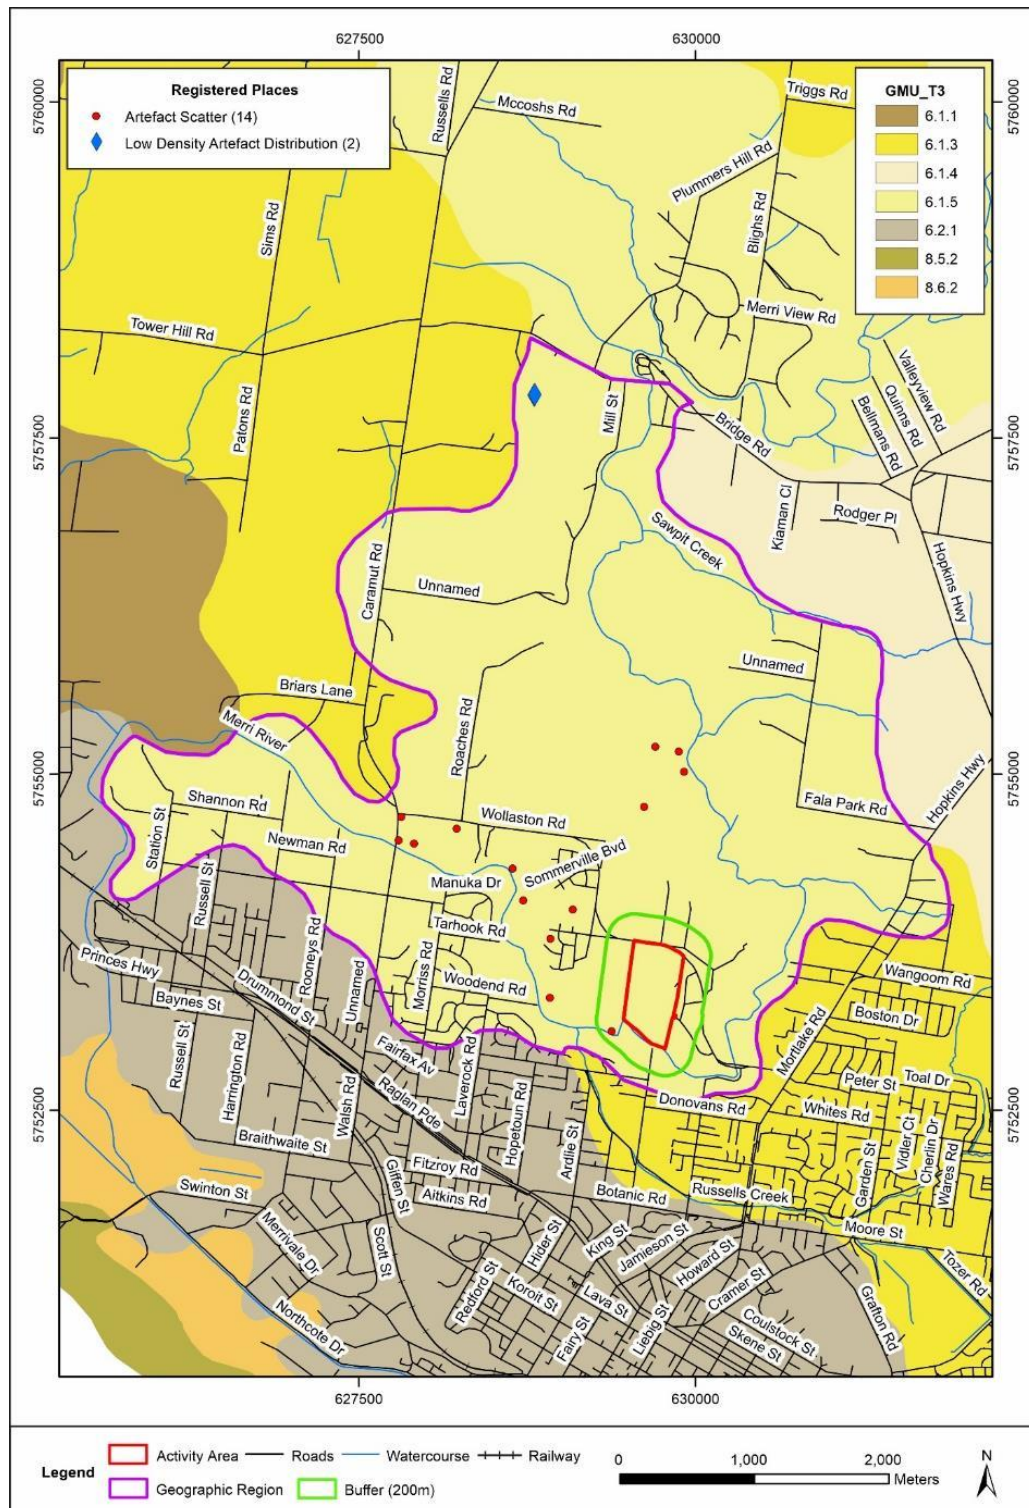 627500
630000
Registered Places
Artefact Scatter (14)
Low Density Artefact Distribution (2)
GMU_T3
6.1.1
6.1.3
6.1.4
6.1.5
6.2.1
8.5.2
8.6.2
5760000
5760000
Russells Rd
Mccoshs Rd
Triggs Rd
Plummers Hill Rd
Blighs Rd
Sims Rd
Merri View Rd
Tower Hill Rd
Valleyview Rd
Quinns Rd
Bellmans Rd
Patons Rd
Mill St
Bridge Rd
5757500
5757500
Kiaman Cl
Rodger Pl
Sawpit Creek
Hopkins Hwy
Caramut Rd
Unnamed
Unnamed
Briars Lane
Merri River
Roaches Rd
5755000
5755000
Hopkins Hwy
Fala Park Rd
Shannon Rd
Station St
Newman Rd
Wollaston Rd
Russell St
Manuka Dr
Sommerville Bvd
Tarhook Rd
Rooneys Rd
Princes Hwy
Drummond St
Unnamed
Morriss Rd
Woodend Rd
Wangoom Rd
Baynes St
Boston Dr
Mortlake Rd
Russell St
Harrington Rd
Fairfax Av
Laverock Rd
Peter St
Toal Dr
Walsh Rd
Raglan Pde
Hopetoun Rd
Donovans Rd
Whites Rd
5752500
5752500
Vidler Ct
Cherlin Dr
Wares Rd
Garden St
Braithwaite St
Giffen St
Fitzroy Rd
Ardlie St
Swinton St
Aitkins Rd
Botanic Rd
Russells Creek
Moore St
Merrivale Dr
Scott St
Hider St
King St
Jamieson St
Howard St
Tozer Rd
Redford St
Koroit St
Lava St
Cramer St
Grafton Rd
Northcote Dr
Fairy St
Liebig St
Coulstock St
Skene St
627500
630000
Legend
Activity Area
Roads
Watercourse
Railway
Geographic Region
Buffer (200m)
0
1,000
2,000
Meters
N